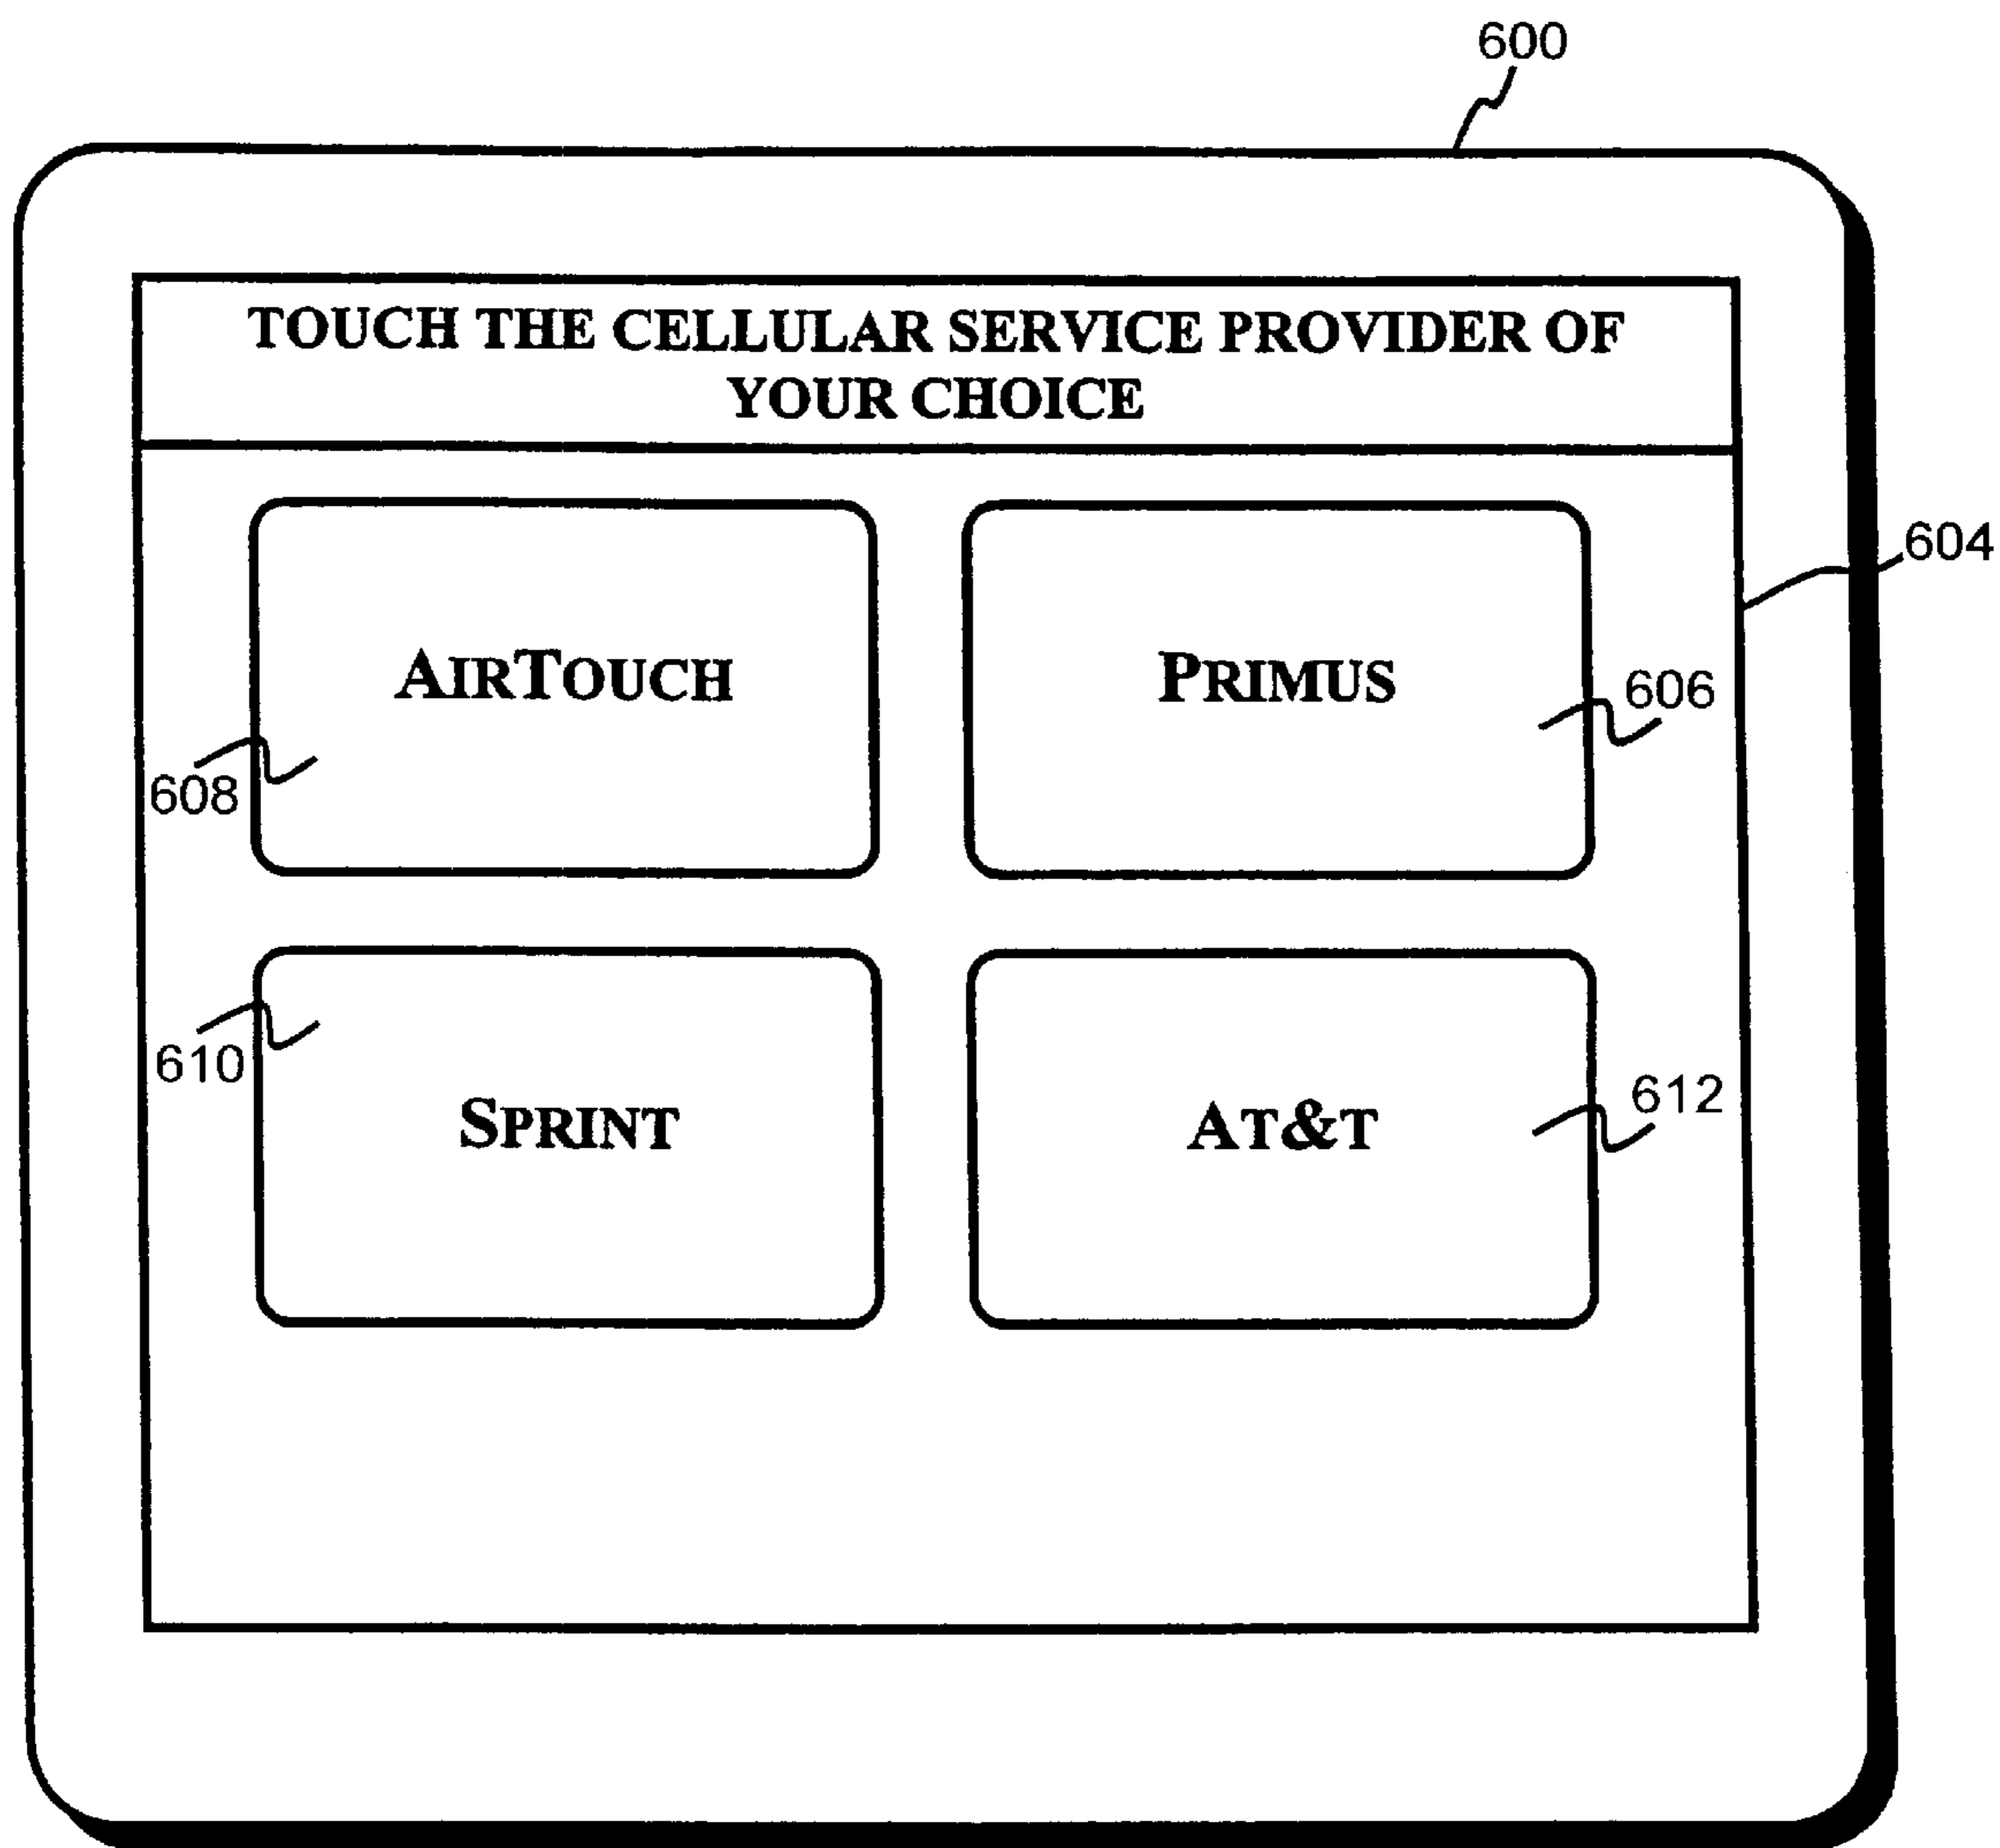 600
TOUCH THE CELLULAR SERVICE PROVIDER OF
YOUR CHOICE
604
AIRTOUCH
PRIMUS
606
608
610
SPRINT
AT&T
612